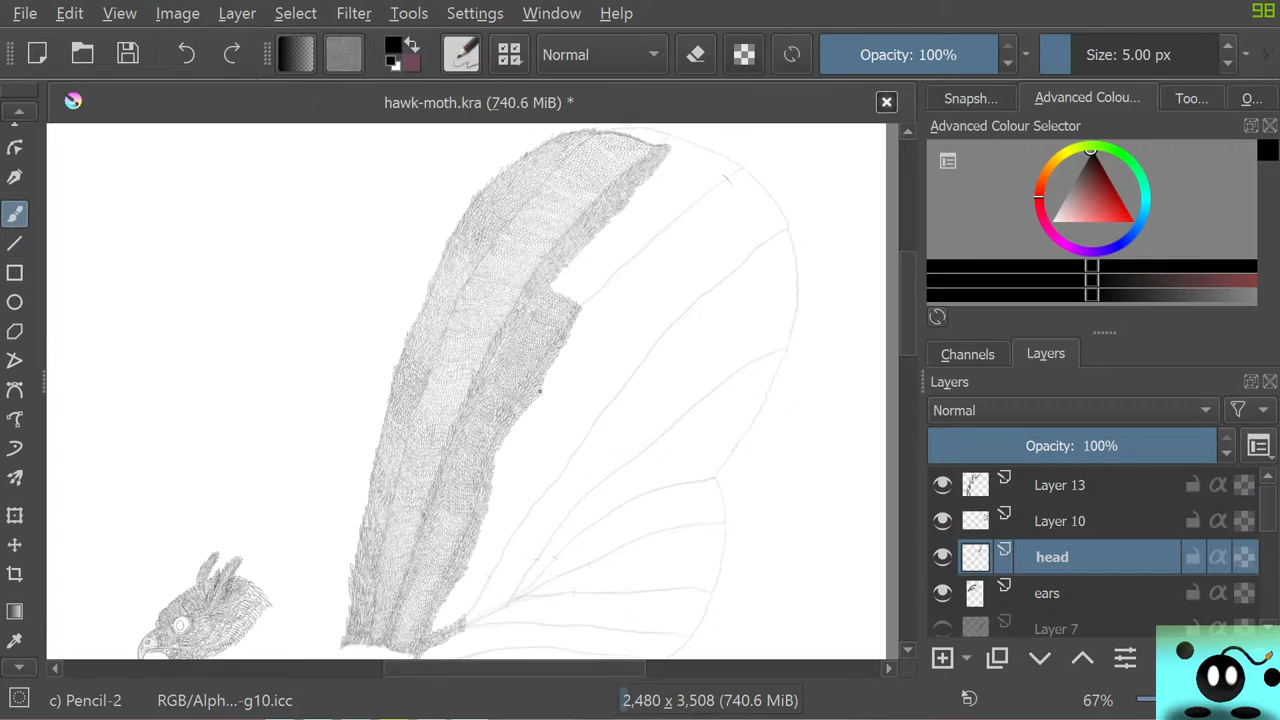 File Edit View Image Layer Select Filter Tools Settings Window Help
98
Normal
Opacity: 100%
Size: 5.00 px
hawk-moth.kra (740.6 MiB) *
Snapsh... Advanced Colou... Too... O...
Advanced Colour Selector
Channels Layers
Layers
Normal
Opacity: 100%
Layer 13
Layer 10
head
ears
Layer 7
c) Pencil-2
RGB/Alph...-g10.icc
2,480 x 3,508 (740.6 MiB)
67%